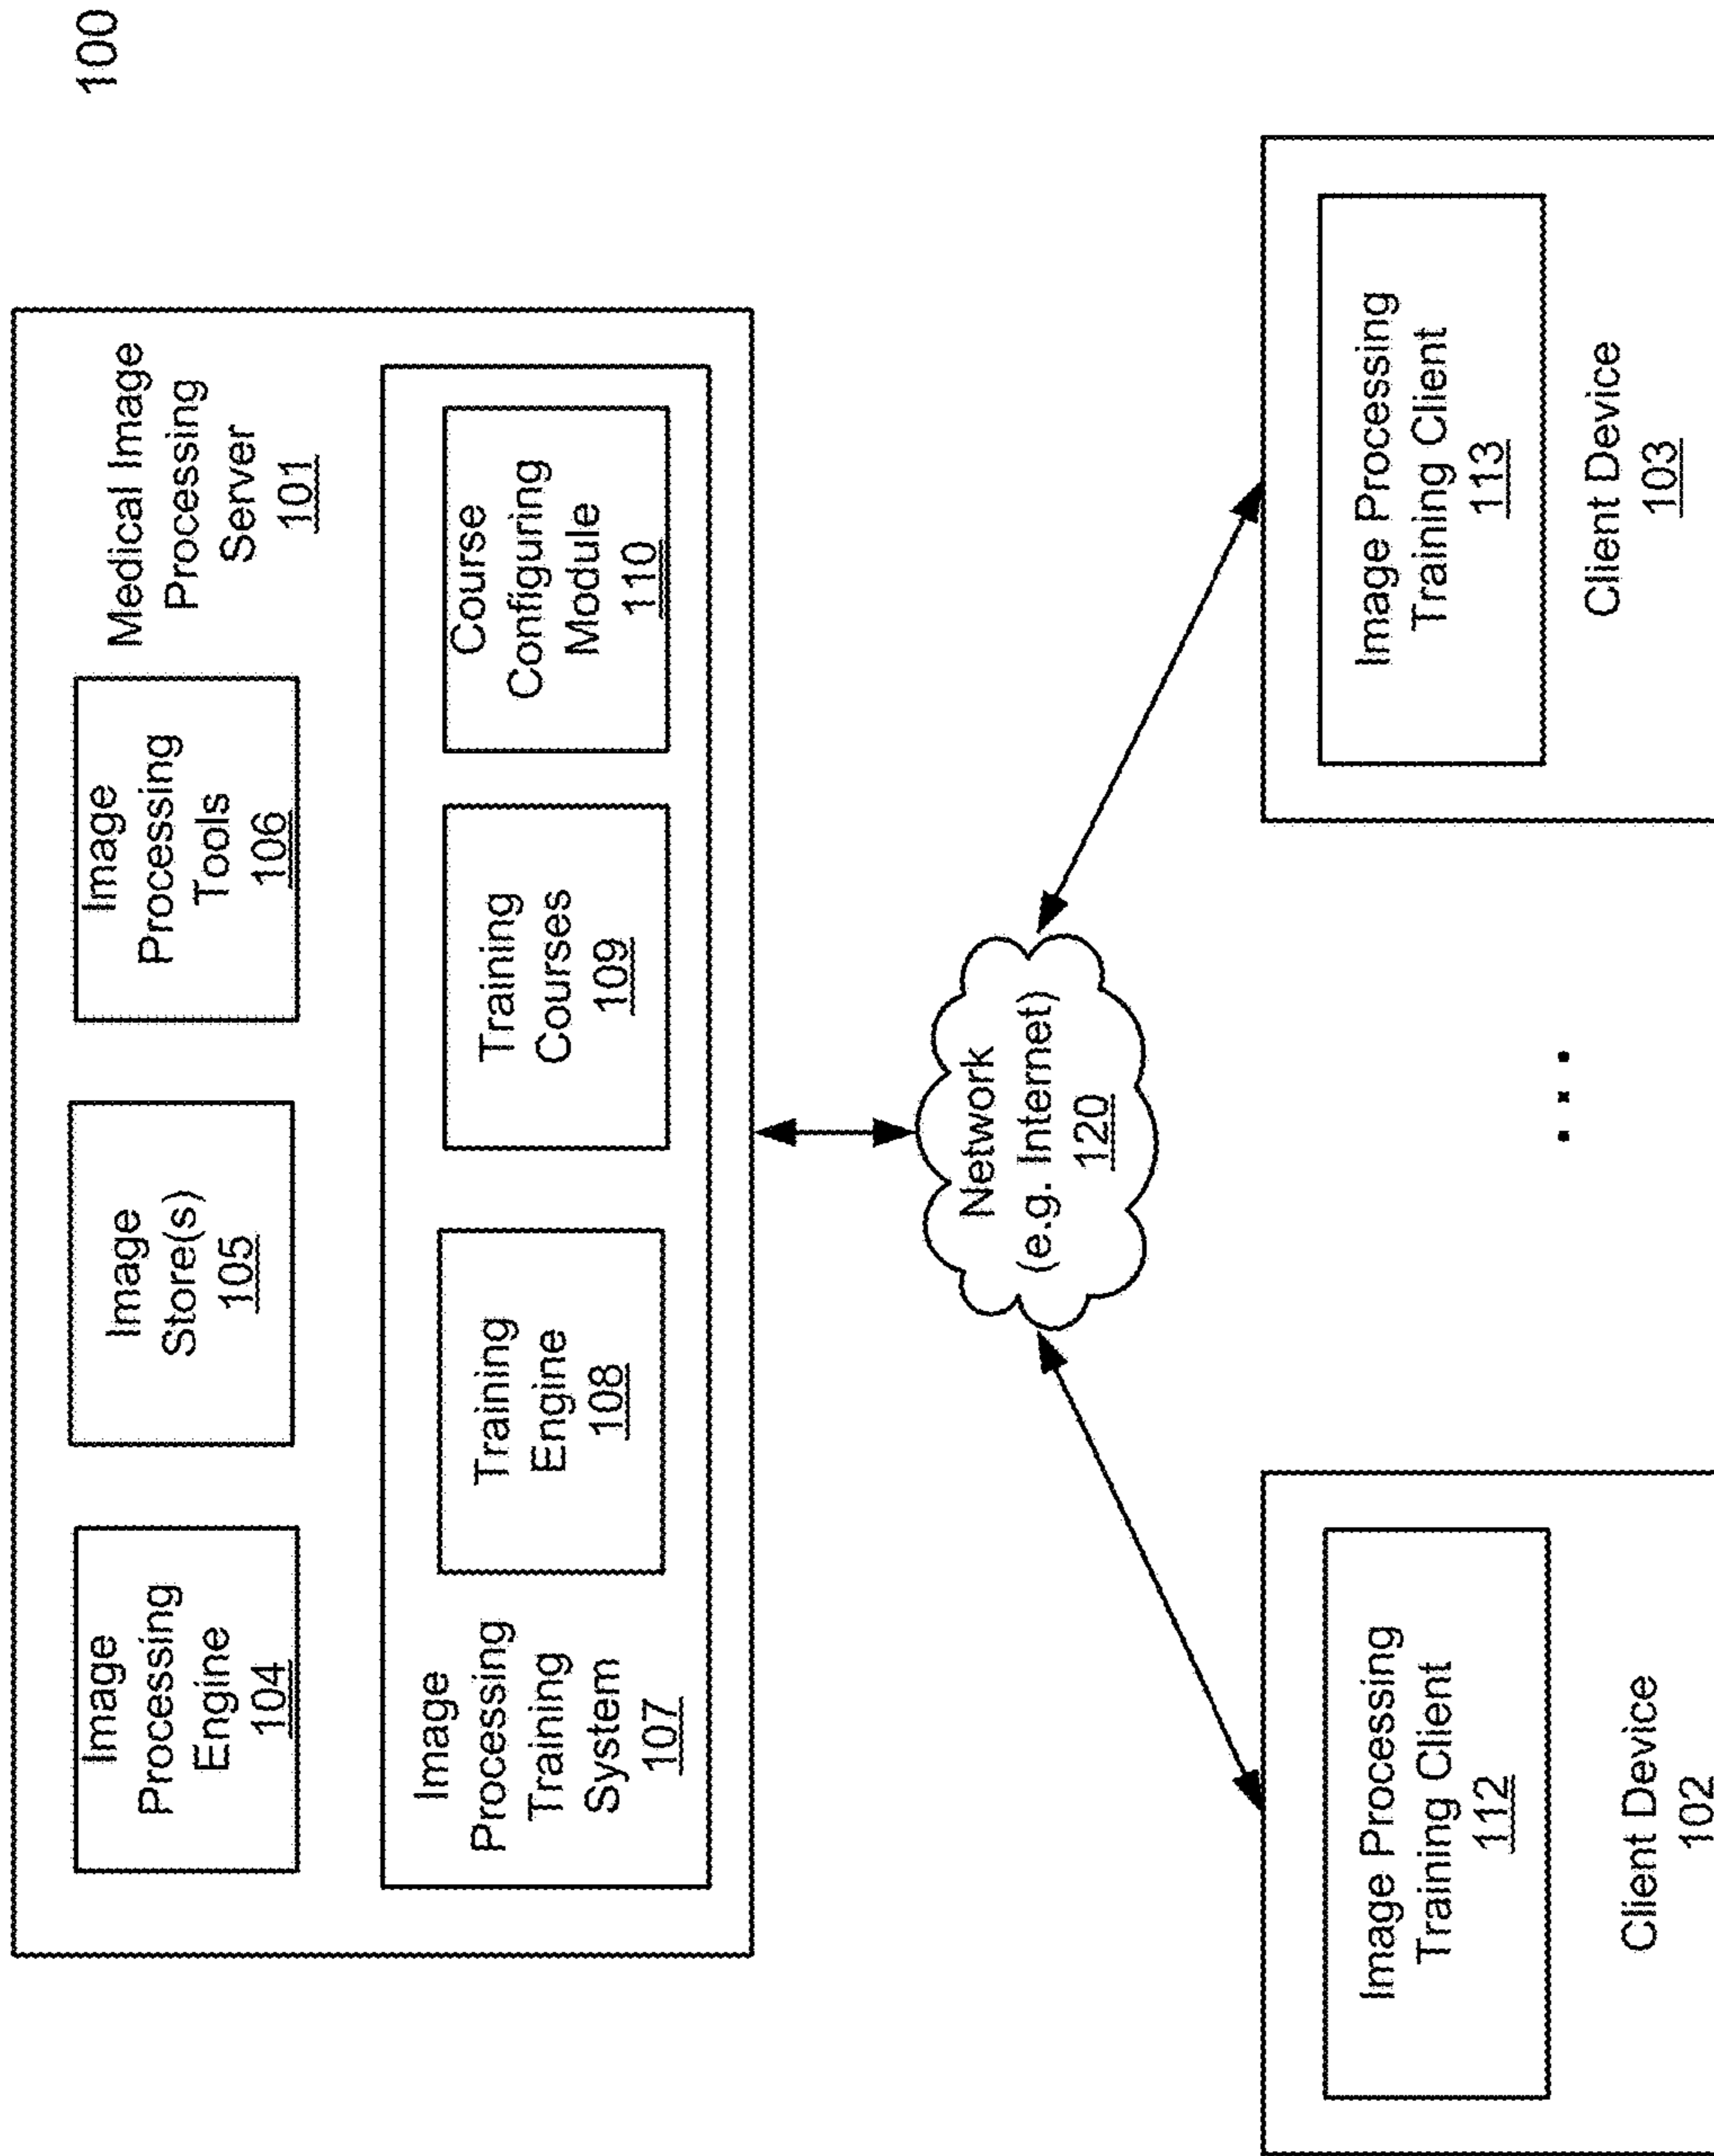 100
Image
Processing
Engine
104
Image
Store(s)
105
Image
Processing
Tools
106
Medical Image
Processing
Server
101
Image
Processing
Training
System
107
Training
Engine
108
Training
Courses
109
Course
Configuring
Module
110
Network
(e.g. Internet)
120
Image Processing
Training Client
112
Client Device
102
. . .
Image Processing
Training Client
113
Client Device
103